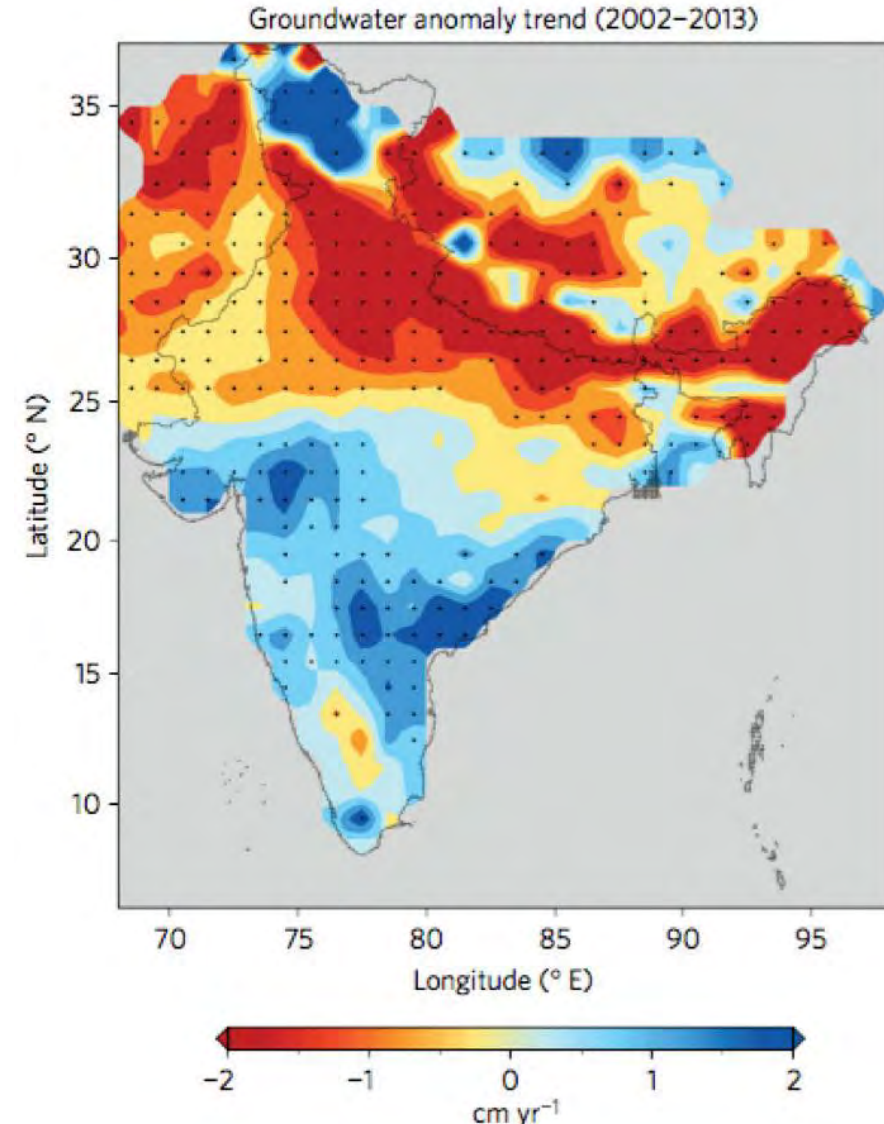 Groundwater anomaly trend (2002–2013)
35
30
25
20
15
10
Latitude (° N)
70 75 80 85 90 95
Longitude (° E)
−2 −1 0 1 2
cm yr⁻¹